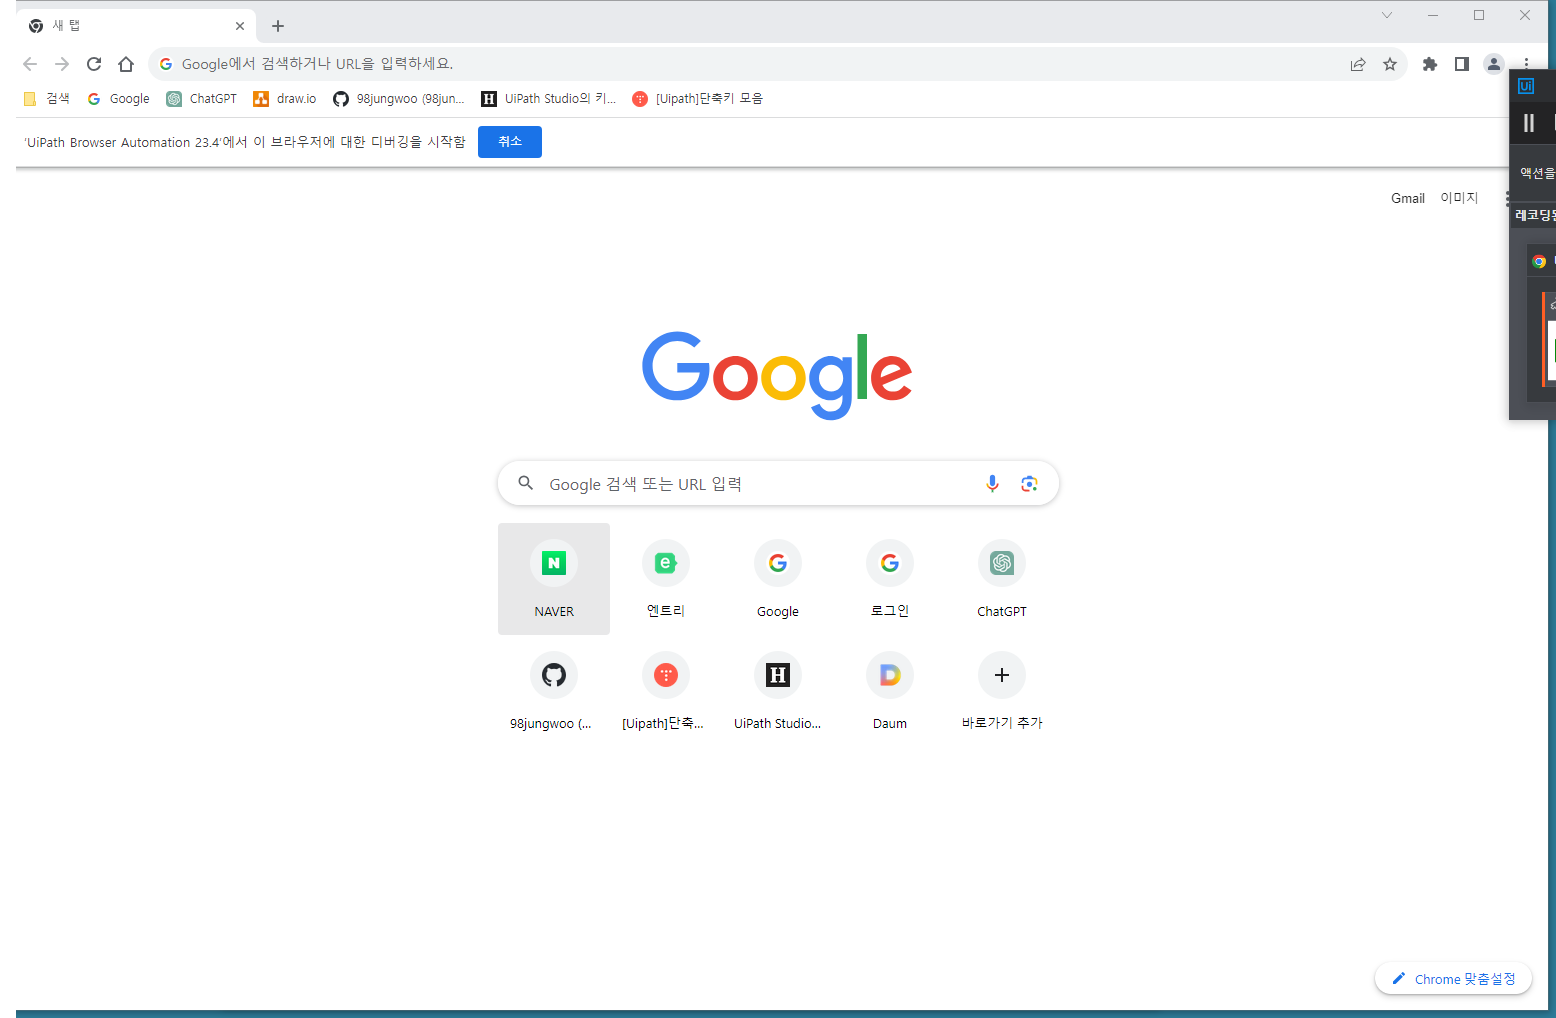 새 탭
Google에서 검색하거나 URL을 입력하세요.
검색 Google ChatGPT draw.io 98jungwoo (98jun... UiPath Studio의 키... [Uipath]단축키 모음
'UiPath Browser Automation 23.4'에서 이 브라우저에 대한 디버깅을 시작함 취소
Ui
액션을
Gmail 이미지
Google
Google 검색 또는 URL 입력
NAVER 엔트리 Google 로그인 ChatGPT
98jungwoo (... [Uipath]단축... UiPath Studio... Daum 바로가기 추가
Chrome 맞춤설정